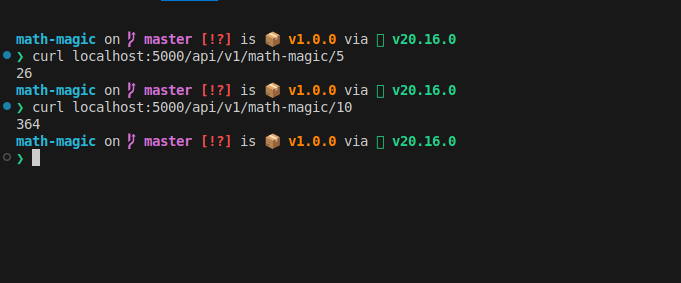 math-magic on master [!?] is 📦 v1.0.0 via v20.16.0
❯ curl localhost:5000/api/v1/math-magic/5
26
math-magic on master [!?] is 📦 v1.0.0 via v20.16.0
❯ curl localhost:5000/api/v1/math-magic/10
364
math-magic on master [!?] is 📦 v1.0.0 via v20.16.0
❯